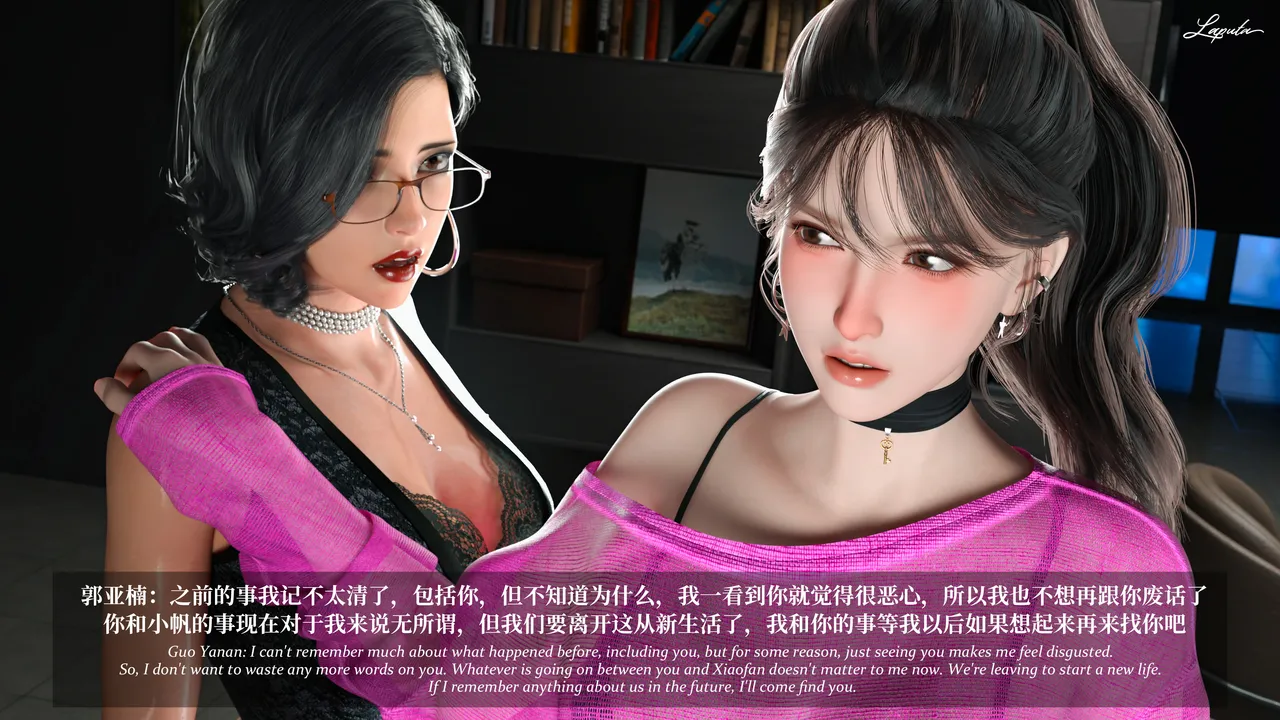 Laputa
郭亚楠：之前的事我记不太清了，包括你，但不知道为什么，我一看到你就觉得很恶心，所以我也不想再跟你废话了
你和小帆的事现在对于我来说无所谓，但我们要离开这从新生活了，我和你的事等我以后如果想起来再来找你吧
Guo Yanan: I can't remember much about what happened before, including you, but for some reason, just seeing you makes me feel disgusted.
So, I don't want to waste any more words on you. Whatever is going on between you and Xiaofan doesn't matter to me now. We're leaving to start a new life.
If I remember anything about us in the future, I'll come find you.